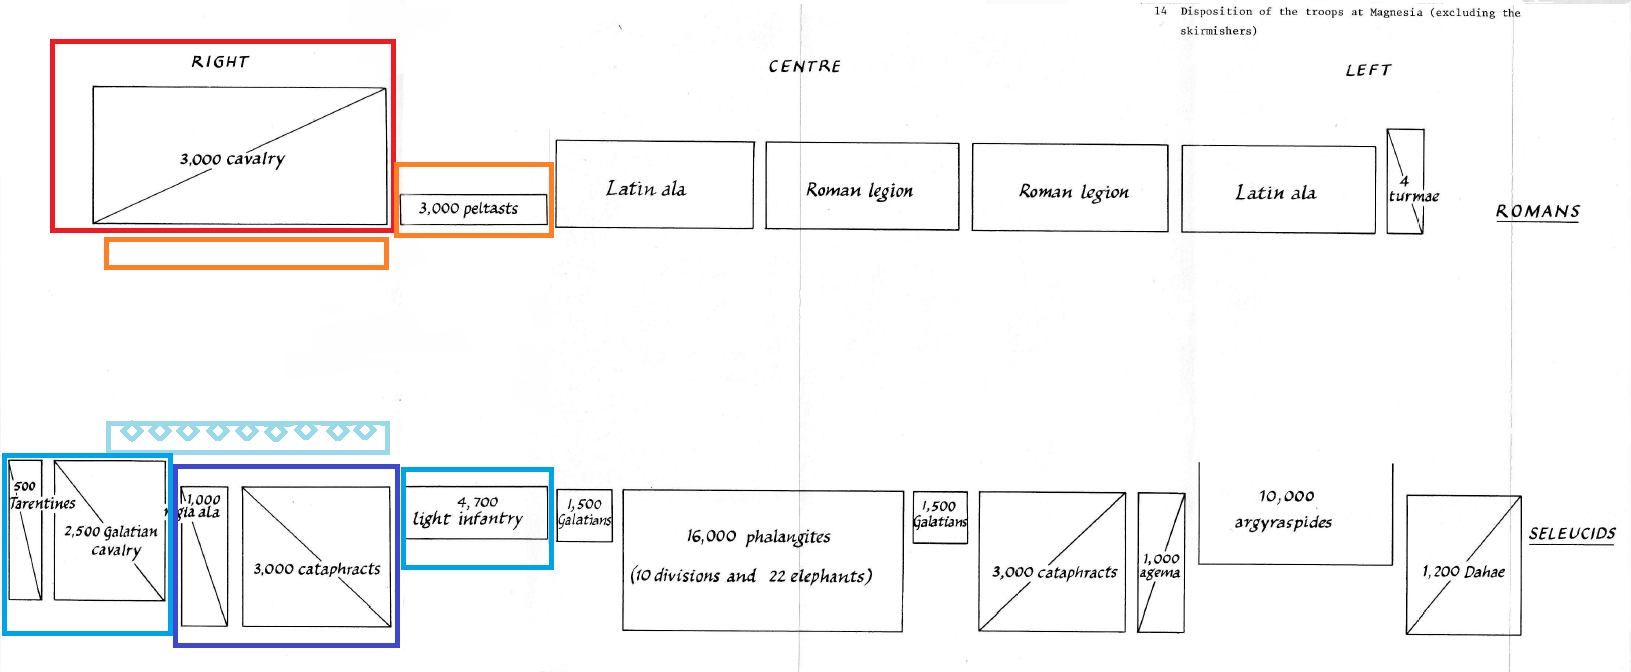 14 Disposition of the troops at Magnesia (excluding the
skirmishers)
RIGHT
CENTRE
LEFT
3,000 cavalry
3,000 peltasts
Latin ala
Roman legion
Roman legion
Latin ala
4
turmae
ROMANS
500
Tarentines
2,500 Galatian
cavalry
1,000
gia ala
3,000 cataphracts
4,700
light infantry
1,500
Galatians
16,000 phalangites
(10 divisions and 22 elephants)
1,500
Galatians
3,000 cataphracts
1,000
agema
10,000
argyraspides
1,200 Dahae
SELEUCIDS